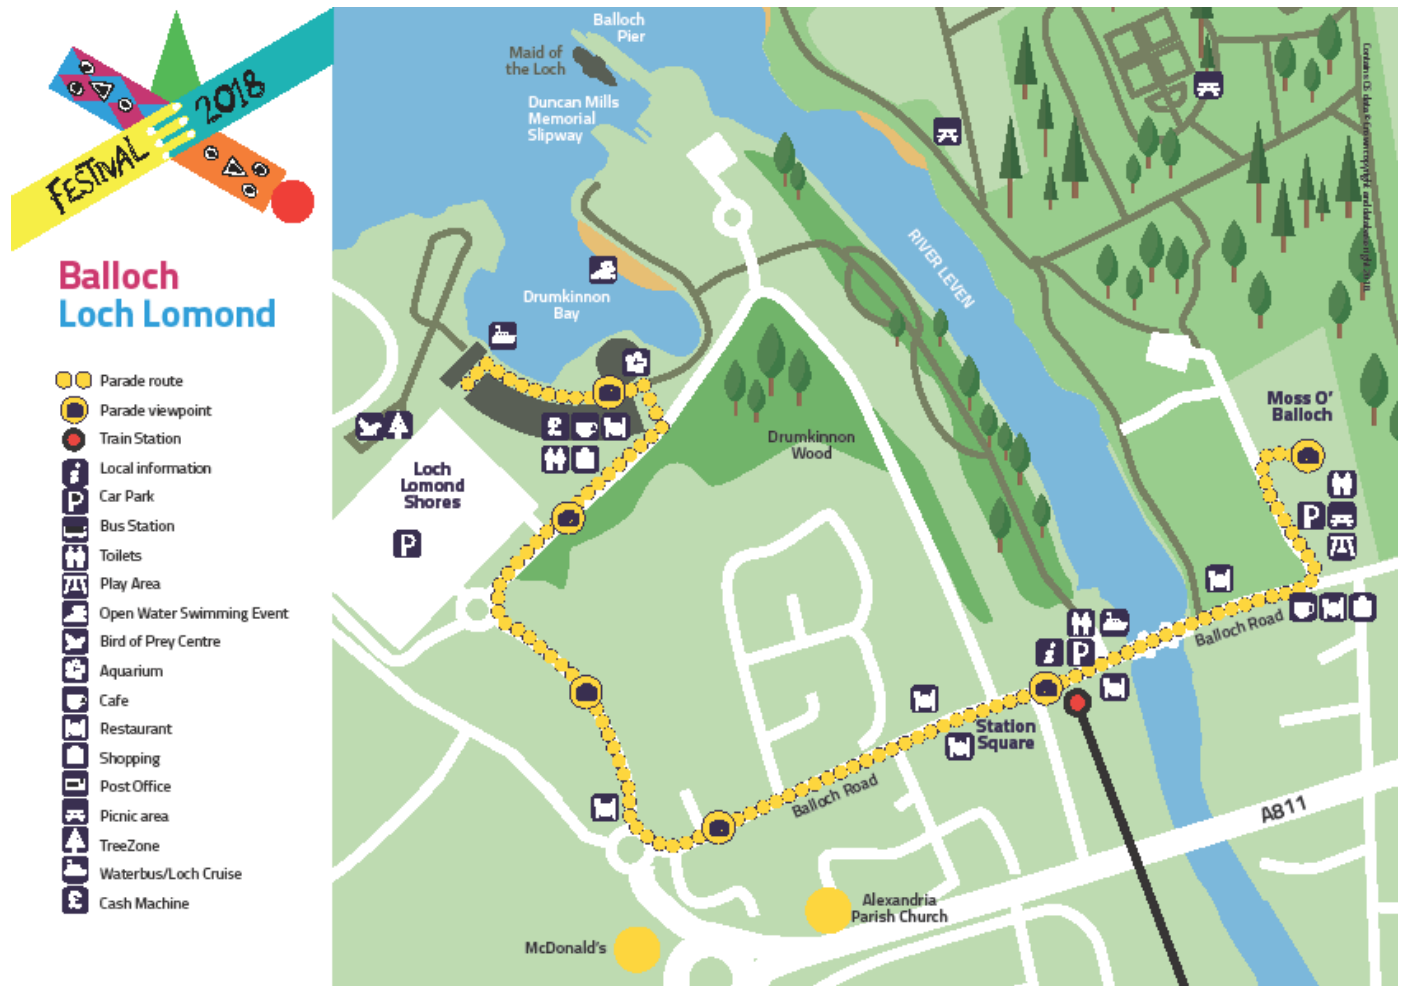 FESTIVAL
2018
Balloch
Loch Lomond
Parade route
Parade viewpoint
Train Station
Local information
Car Park
Bus Station
Toilets
Play Area
Open Water Swimming Event
Bird of Prey Centre
Aquarium
Cafe
Restaurant
Shopping
Post Office
Picnic area
TreeZone
Waterbus/Loch Cruise
Cash Machine
Balloch
Pier
Maid of
the Loch
Duncan Mills
Memorial
Slipway
RIVER LEVEN
Drumkinnon
Bay
Moss O'
Balloch
Drumkinnon
Wood
Loch
Lomond
Shores
P
£
P
i P
P
Balloch Road
Station
Square
Balloch Road
A811
Alexandria
Parish Church
McDonald's